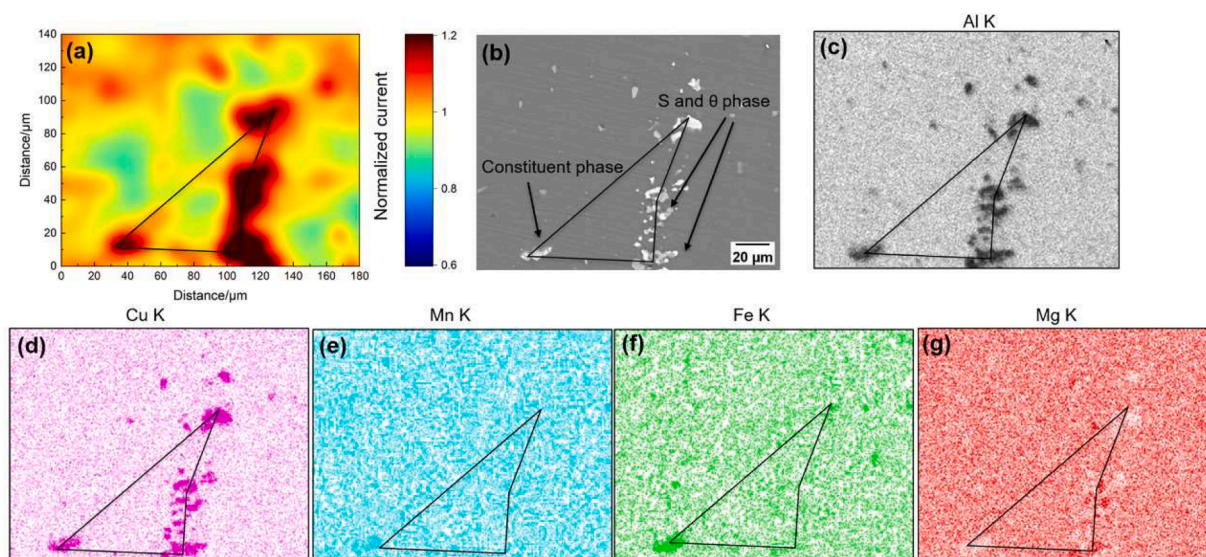 (a)
140
120
100
80
60
40
20
0
Distance/µm
0 20 40 60 80 100 120 140 160 180
Distance/µm
1.2
1
0.8
0.6
Normalized current
(b)
S and θ phase
Constituent phase
20 µm
Al K
(c)
Cu K
(d)
Mn K
(e)
Fe K
(f)
Mg K
(g)